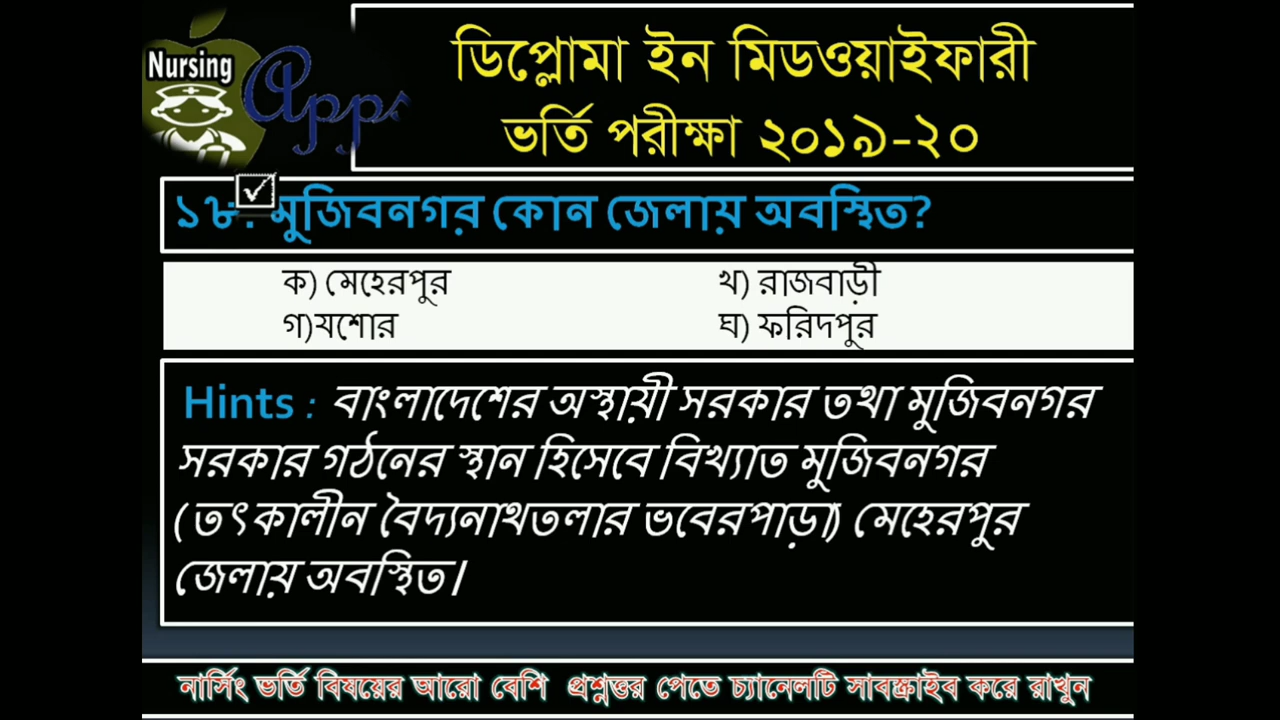 Nursing
Apps
ডিপ্লোমা ইন মিডওয়াইফারী
ভর্তি পরীক্ষা ২০১৯-২০
১৮. মুজিবনগর কোন জেলায় অবস্থিত?
ক) মেহেরপুর খ) রাজবাড়ী
গ)যশোর ঘ) ফরিদপুর
Hints : বাংলাদেশের অস্থায়ী সরকার তথা মুজিবনগর
সরকার গঠনের স্থান হিসেবে বিখ্যাত মুজিবনগর
(তৎকালীন বৈদ্যনাথতলার ভবেরপাড়া) মেহেরপুর
জেলায় অবস্থিত।
নার্সিং ভর্তি বিষয়ের আরো বেশি প্রশ্নত্তর পেতে চ্যানেলটি সাবস্ক্রাইব করে রাখুন